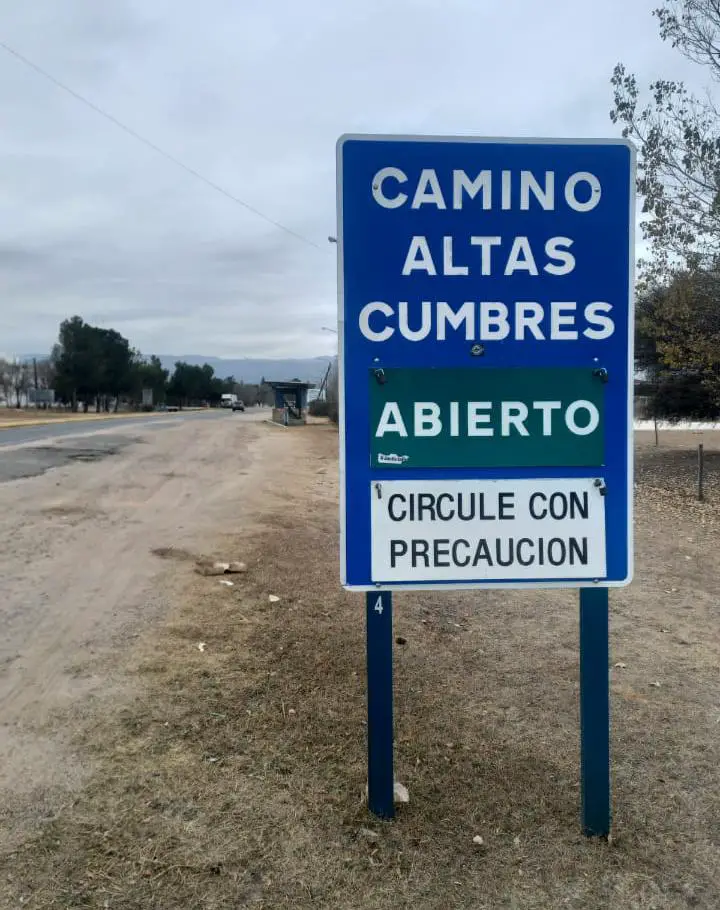 CAMINO
ALTAS
CUMBRES
ABIERTO
CIRCULE CON
PRECAUCION
4